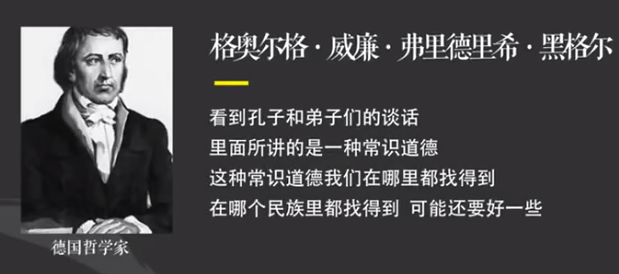 格奥尔格·威廉·弗里德里希·黑格尔
看到孔子和弟子们的谈话
里面所讲的是一种常识道德
这种常识道德我们在哪里都找得到
在哪个民族里都找得到 可能还要好一些
德国哲学家